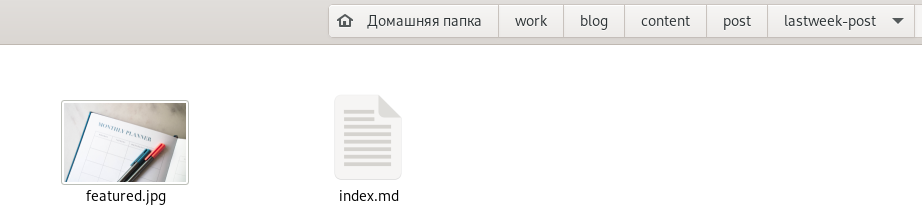 Домашняя папка work blog content post lastweek-post
MONTHLY PLANNER
featured.jpg index.md